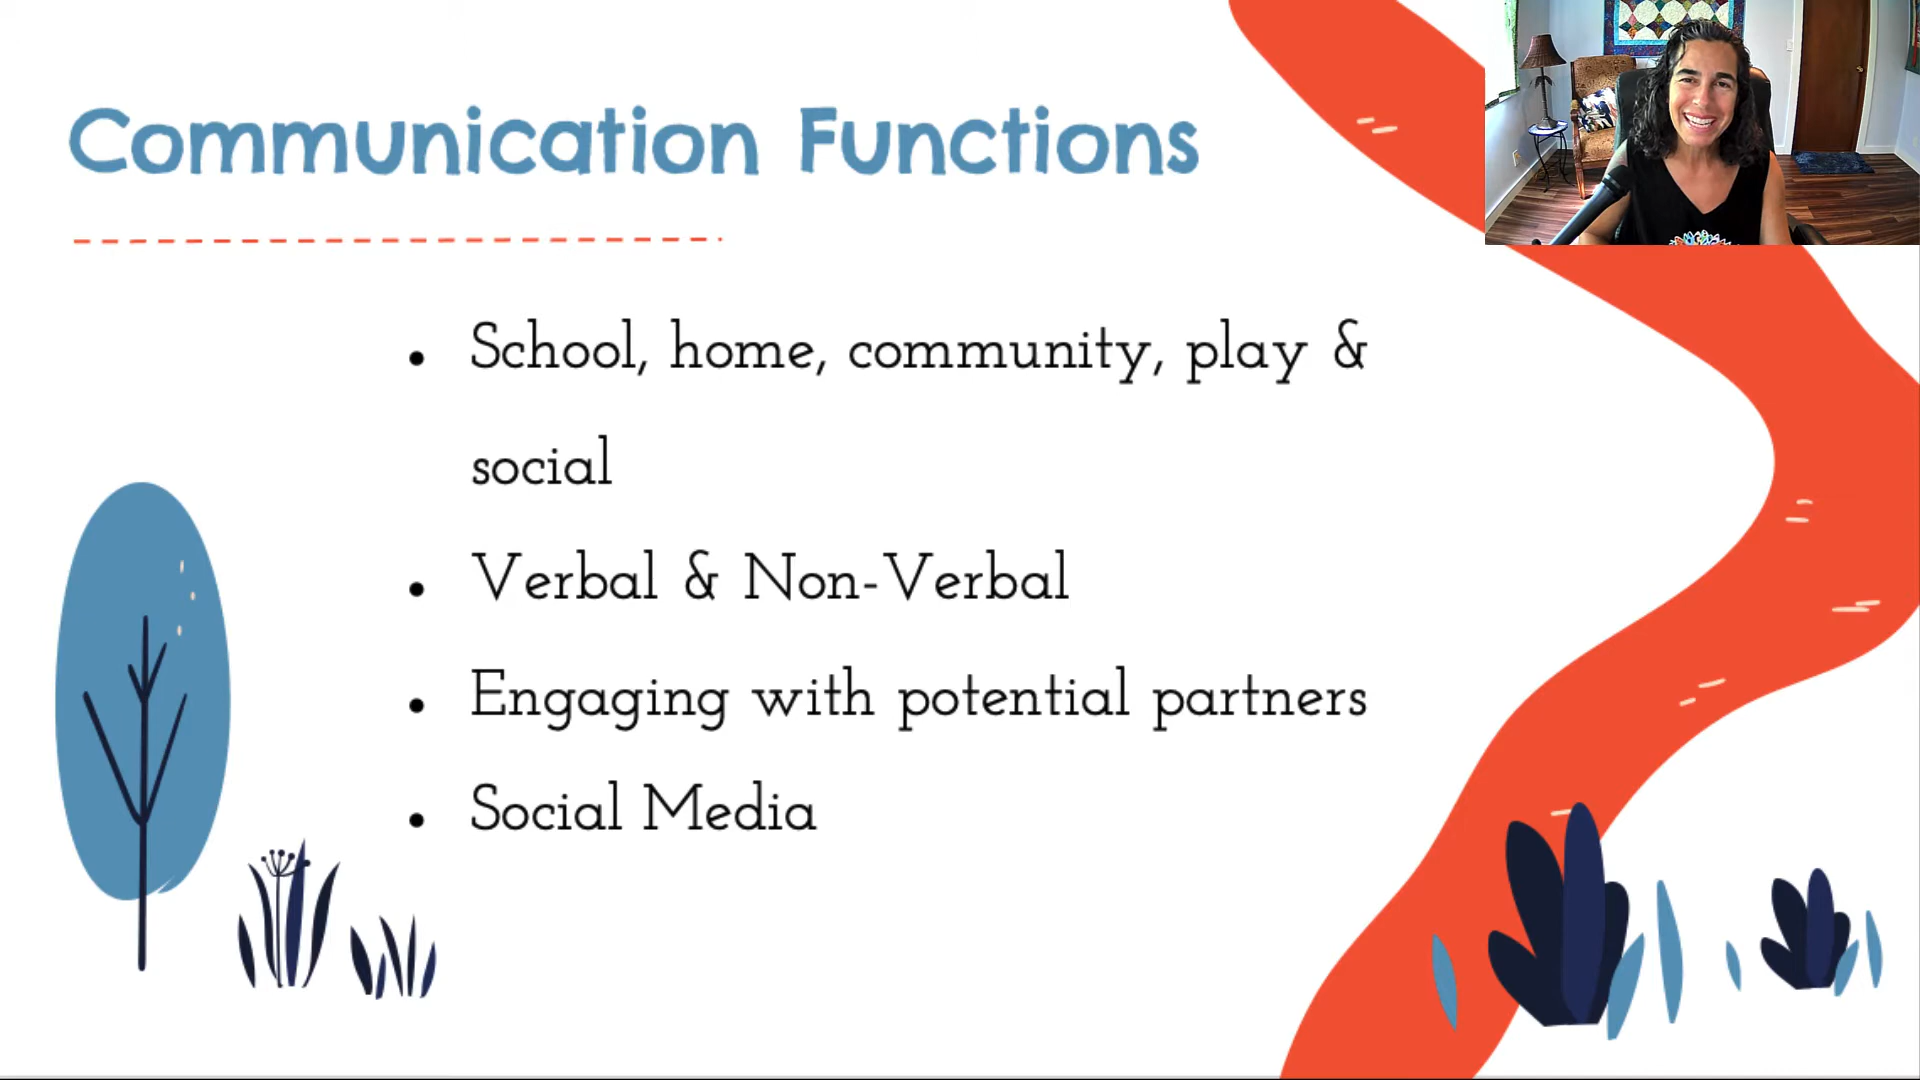 Communication Functions
• School, home, community, play &
social
• Verbal & Non-Verbal
• Engaging with potential partners
• Social Media